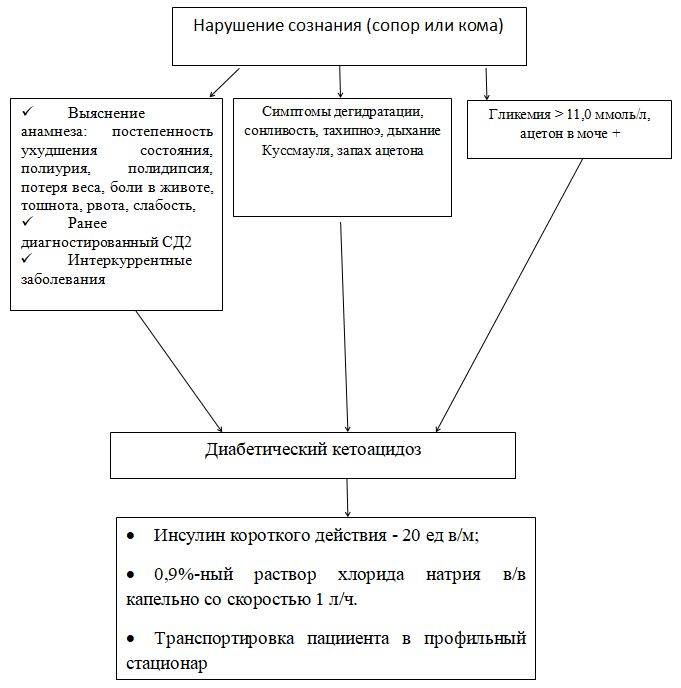 Нарушение сознания (сопор или кома)
✓ Выяснение
анамнеза: постепенность
ухудшения состояния,
полиурия, полидипсия,
потеря веса, боли в животе,
тошнота, рвота, слабость,
✓ Ранее
диагностированный СД2
✓ Интеркуррентные
заболевания
Симптомы дегидратации,
сонливость, тахипноэ, дыхание
Куссмауля, запах ацетона
Гликемия > 11,0 ммоль/л,
ацетон в моче +
Диабетический кетоацидоз
• Инсулин короткого действия - 20 ед в/м;
• 0,9%-ный раствор хлорида натрия в/в
капельно со скоростью 1 л/ч.
• Транспортировка пациента в профильный
стационар